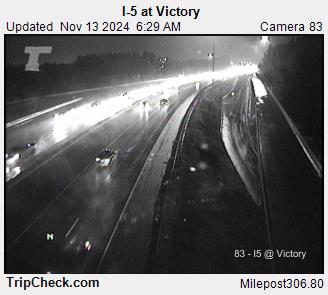 I-5 at Victory
Updated Nov 13 2024 6:29 AM Camera 83
T
N
83 - I5 @ Victory
TripCheck.com Milepost306.80